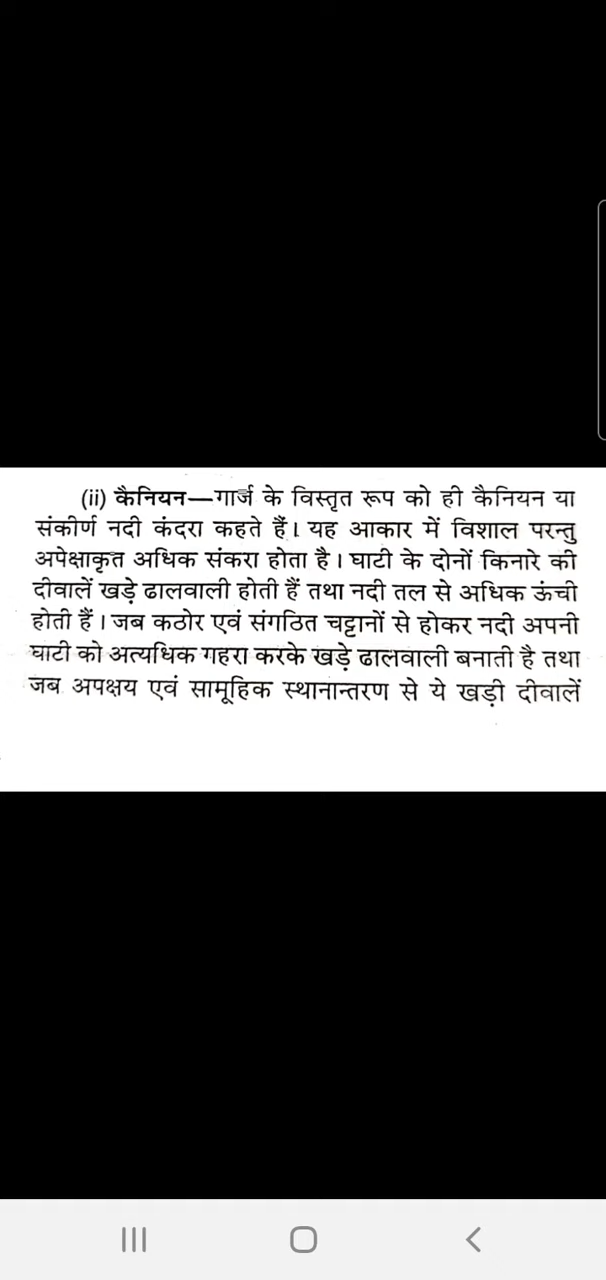 (ii) कैनियन—गार्ज के विस्तृत रूप को ही कैनियन या
संकीर्ण नदी कंदरा कहते हैं। यह आकार में विशाल परन्तु
अपेक्षाकृत अधिक संकरा होता है। घाटी के दोनों किनारे की
दीवालें खड़े ढालवाली होती हैं तथा नदी तल से अधिक ऊंची
होती हैं। जब कठोर एवं संगठित चट्टानों से होकर नदी अपनी
घाटी को अत्यधिक गहरा करके खड़े ढालवाली बनाती है तथा
जब अपक्षय एवं सामूहिक स्थानान्तरण से ये खड़ी दीवालें